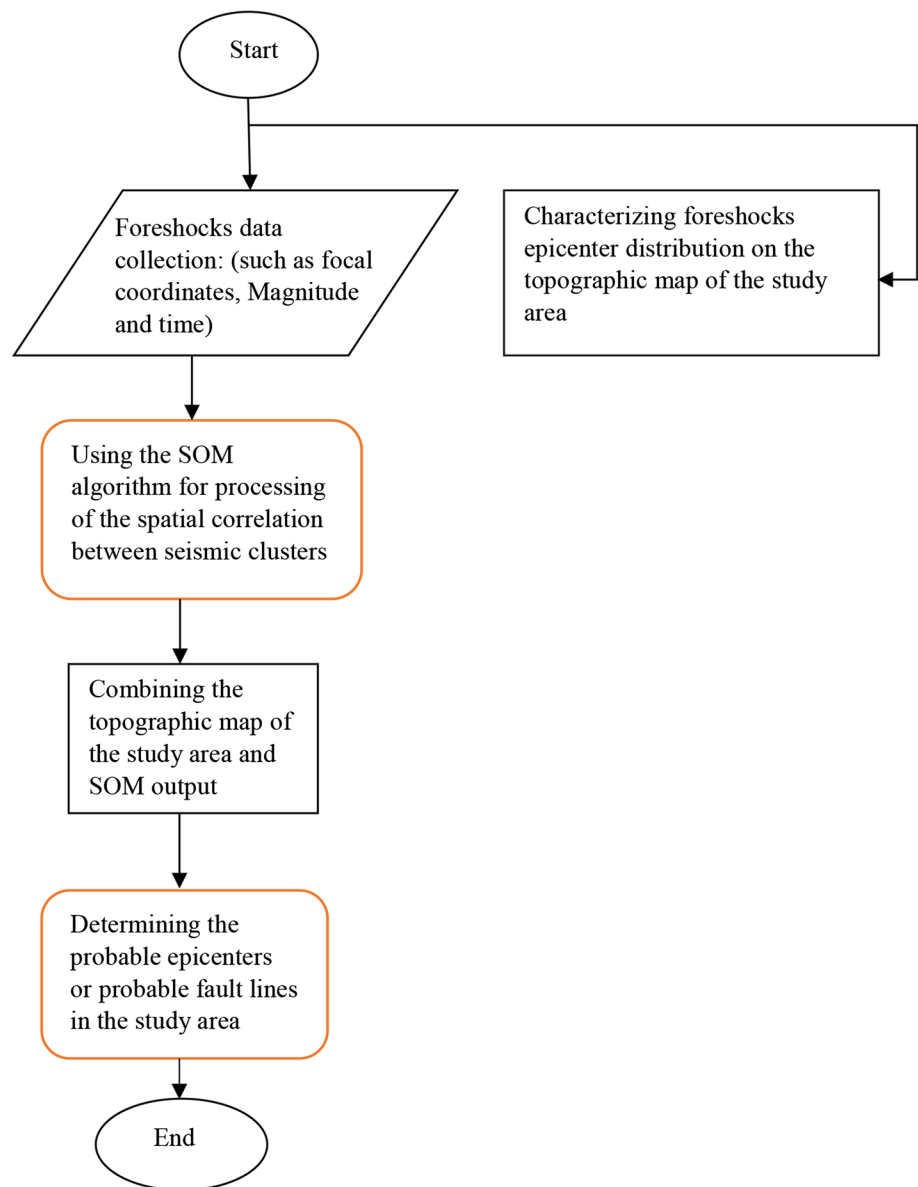 Start
Foreshocks data
collection: (such as focal
coordinates, Magnitude
and time)
Characterizing foreshocks
epicenter distribution on the
topographic map of the study
area
Using the SOM
algorithm for processing
of the spatial correlation
between seismic clusters
Combining the
topographic map of
the study area and
SOM output
Determining the
probable epicenters
or probable fault lines
in the study area
End